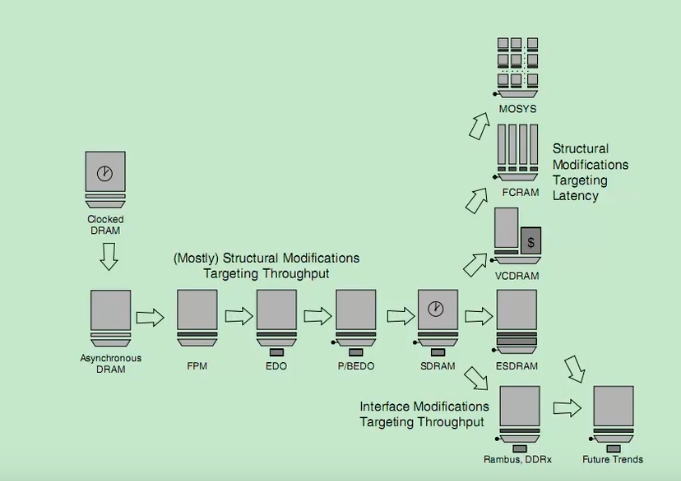 MOSYS
Structural
Modifications
Targeting
Latency
FCRAM
Clocked
DRAM
$
VCDRAM
(Mostly) Structural Modifications
Targeting Throughput
Asynchronous
DRAM
FPM
EDO
P/BEDO
SDRAM
ESDRAM
Interface Modifications
Targeting Throughput
Rambus, DDRx
Future Trends